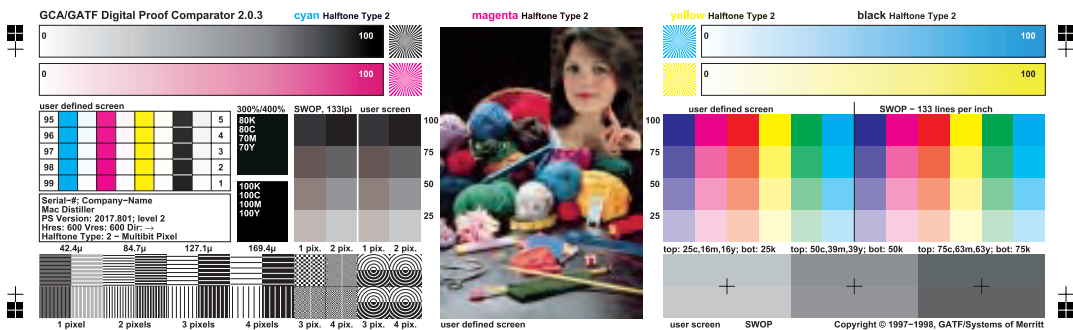 GCA/GATF Digital Proof Comparator 2.0.3
cyan Halftone Type 2
magenta Halftone Type 2
yellow Halftone Type 2
black Halftone Type 2
0 100
0 100
0 100
0 100
user defined screen
95 5
96 4
97 3
98 2
99 1
300%/400%
80K
80C
70M
70Y
100K
100C
100M
100Y
SWOP, 133lpi user screen
Serial-#; Company-Name
Mac Distiller
PS Version: 2017.801; level 2
Hres: 600 Vres: 600 Dir: →
Halftone Type: 2 - Multibit Pixel
42.4µ 84.7µ 127.1µ 169.4µ
1 pix. 2 pix. 1 pix. 2 pix.
1 pixel 2 pixels 3 pixels 4 pixels 3 pix. 4 pix. 3 pix. 4 pix.
100
75
50
25
user defined screen
user defined screen SWOP - 133 lines per inch
100
75
50
25
top: 25c,16m,16y; bot: 25k top: 50c,39m,39y; bot: 50k top: 75c,63m,63y; bot: 75k
user screen SWOP Copyright © 1997-1998, GATF/Systems of Merritt